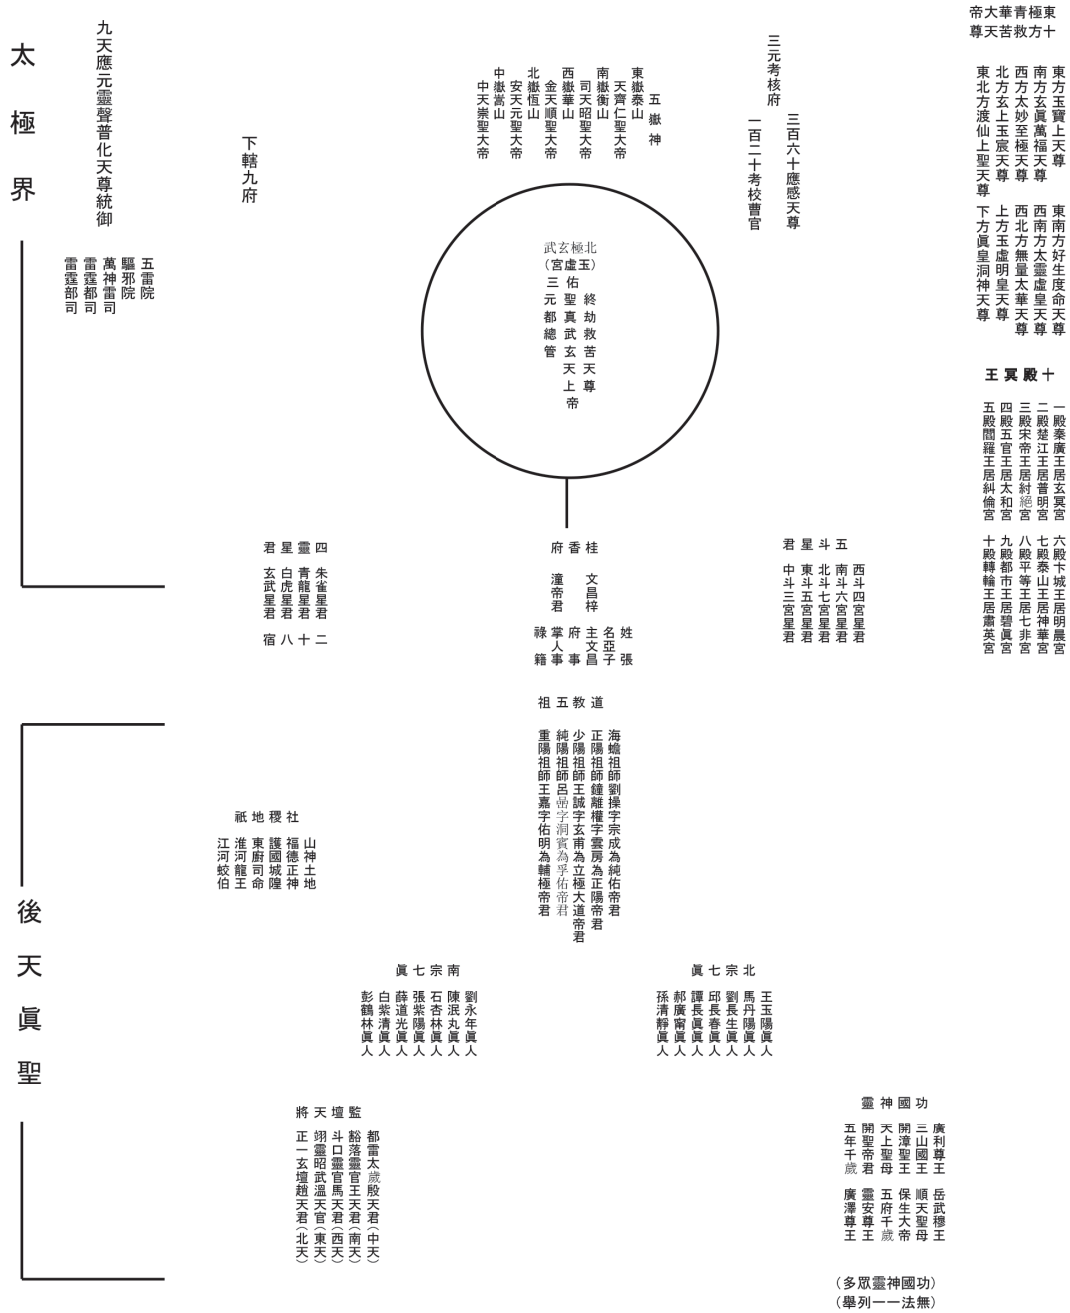 東極青華大帝
十方救苦天尊
東方玉寶上天尊
南方玄眞萬福天尊
西方太妙至極天尊
北方玄上玉宸天尊
東北方渡仙上聖天尊
東南方好生度命天尊
西南方太靈虛皇天尊
西北方無量太華天尊
上方玉虛明皇天尊
下方眞皇洞神天尊
十殿冥王
一殿秦廣王居玄冥宮
二殿楚江王居普明宮
三殿宋帝王居紂絕宮
四殿五官王居太和宮
五殿閻羅王居糾倫宮
六殿卞城王居明晨宮
七殿泰山王居神華宮
八殿平等王居七非宮
九殿都市王居碧眞宮
十殿轉輪王居肅英宮
三元考核府
三百六十應感天尊
一百二十考校曹官
五嶽神
東嶽泰山
天齊仁聖大帝
南嶽衡山
司天昭聖大帝
西嶽華山
金天順聖大帝
北嶽恆山
安天元聖大帝
中嶽嵩山
中天崇聖大帝
北極玄武
（玉虛宮）
終劫救苦天尊
佑聖真武玄天上帝
三元都總管
下轄九府
九天應元靈聲普化天尊統御
五雷院
驅邪院
萬神雷司
雷霆都司
雷霆部司
太極界
五斗星君
西斗四宮星君
南斗六宮星君
北斗七宮星君
東斗五宮星君
中斗三宮星君
桂香府
文昌梓
潼帝君
姓張
名亞子
主文昌
府事
掌人事
祿籍
四靈星君
朱雀星君
青龍星君
白虎星君
玄武星君
二十八宿
道教五祖
海蟾祖師劉操字宗成為純佑帝君
正陽祖師鐘離權字雲房為正陽帝君
少陽祖師王誠字玄甫為立極大道帝君
純陽祖師呂喦字洞賓為孚佑帝君
重陽祖師王嘉字佑明為輔極帝君
社稷地祇
山神土地
福德正神
護國城隍
東廚司命
淮河龍王
江河蛟伯
後天眞聖
北宗七眞
王玉陽眞人
馬丹陽眞人
劉長生眞人
邱長春眞人
譚長眞眞人
郝廣甯眞人
孫清靜眞人
南宗七眞
劉永年眞人
陳泯丸眞人
石杏林眞人
張紫陽眞人
薛道光眞人
白紫清眞人
彭鶴林眞人
功國神靈
廣利尊王
三山國王
開漳聖王
天上聖母
開聖帝君
五年千歲
岳武穆王
順天聖母
保生大帝
五府千歲
靈安尊王
廣澤尊王
（功國神靈眾多）
（無法一一列舉）
監壇天將
都雷太歲殷天君（中天）
豁落靈官王天君（南天）
斗口靈官馬天君（西天）
翊靈昭武溫天官（東天）
正一玄壇趙天君（北天）